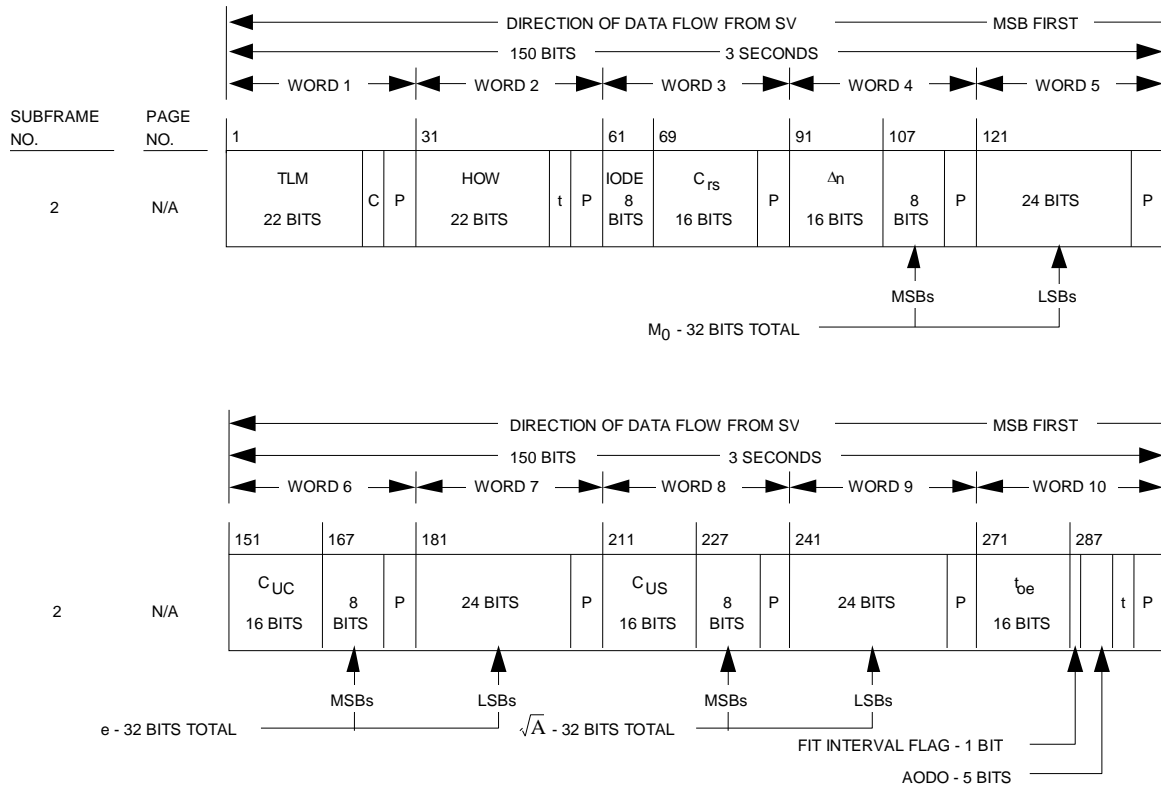 DIRECTION OF DATA FLOW FROM SV MSB FIRST
150 BITS 3 SECONDS
WORD 1 WORD 2 WORD 3 WORD 4 WORD 5
SUBFRAME NO. PAGE NO.
1 31 61 69 91 107 121
2 N/A
TLM 22 BITS C P
HOW 22 BITS t P
IODE 8 BITS
Crs 16 BITS P
Δn 16 BITS
8 BITS P
24 BITS P
MSBs LSBs
M0 - 32 BITS TOTAL
DIRECTION OF DATA FLOW FROM SV MSB FIRST
150 BITS 3 SECONDS
WORD 6 WORD 7 WORD 8 WORD 9 WORD 10
151 167 181 211 227 241 271 287
2 N/A
CUC 16 BITS
8 BITS P
24 BITS P
CUS 16 BITS
8 BITS P
24 BITS P
toe 16 BITS
t P
MSBs LSBs MSBs LSBs
e - 32 BITS TOTAL √A - 32 BITS TOTAL
FIT INTERVAL FLAG - 1 BIT
AODO - 5 BITS